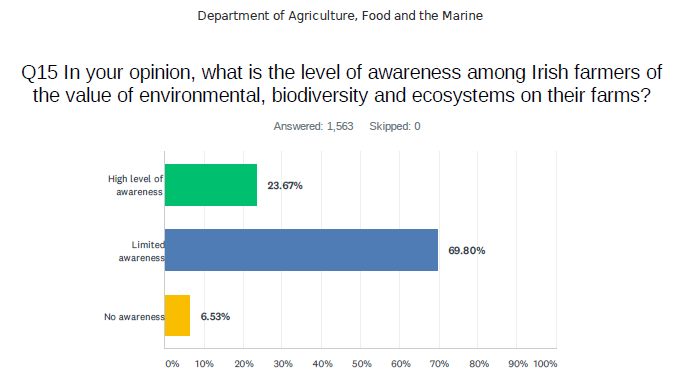 Department of Agriculture, Food and the Marine
Q15 In your opinion, what is the level of awareness among Irish farmers of
the value of environmental, biodiversity and ecosystems on their farms?
Answered: 1,563 Skipped: 0
High level of
awareness
23.67%
Limited
awareness
69.80%
No awareness
6.53%
0% 10% 20% 30% 40% 50% 60% 70% 80% 90% 100%